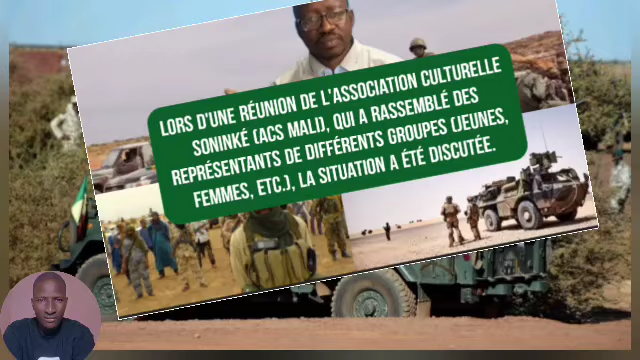 LORS D'UNE RÉUNION DE L'ASSOCIATION CULTURELLE
SONINKÉ (ACS MALI), QUI A RASSEMBLÉ DES
REPRÉSENTANTS DE DIFFÉRENTS GROUPES (JEUNES,
FEMMES, ETC.), LA SITUATION A ÉTÉ DISCUTÉE.